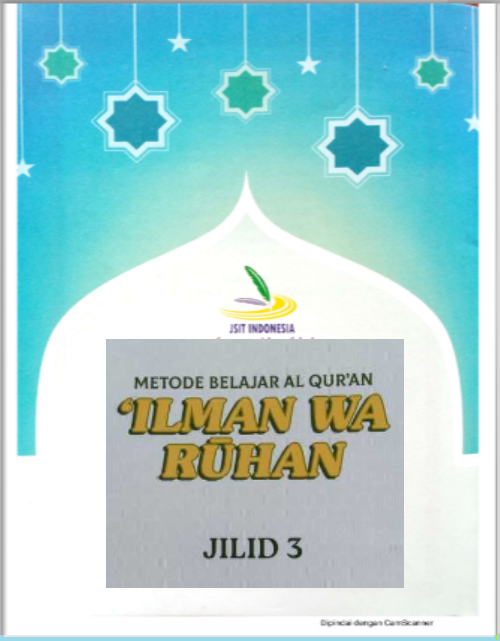 JSIT INDONESIA
METODE BELAJAR AL QUR'AN
‘ILMAN WA
RŪHAN
JILID 3
Dipindai dengan CamScanner